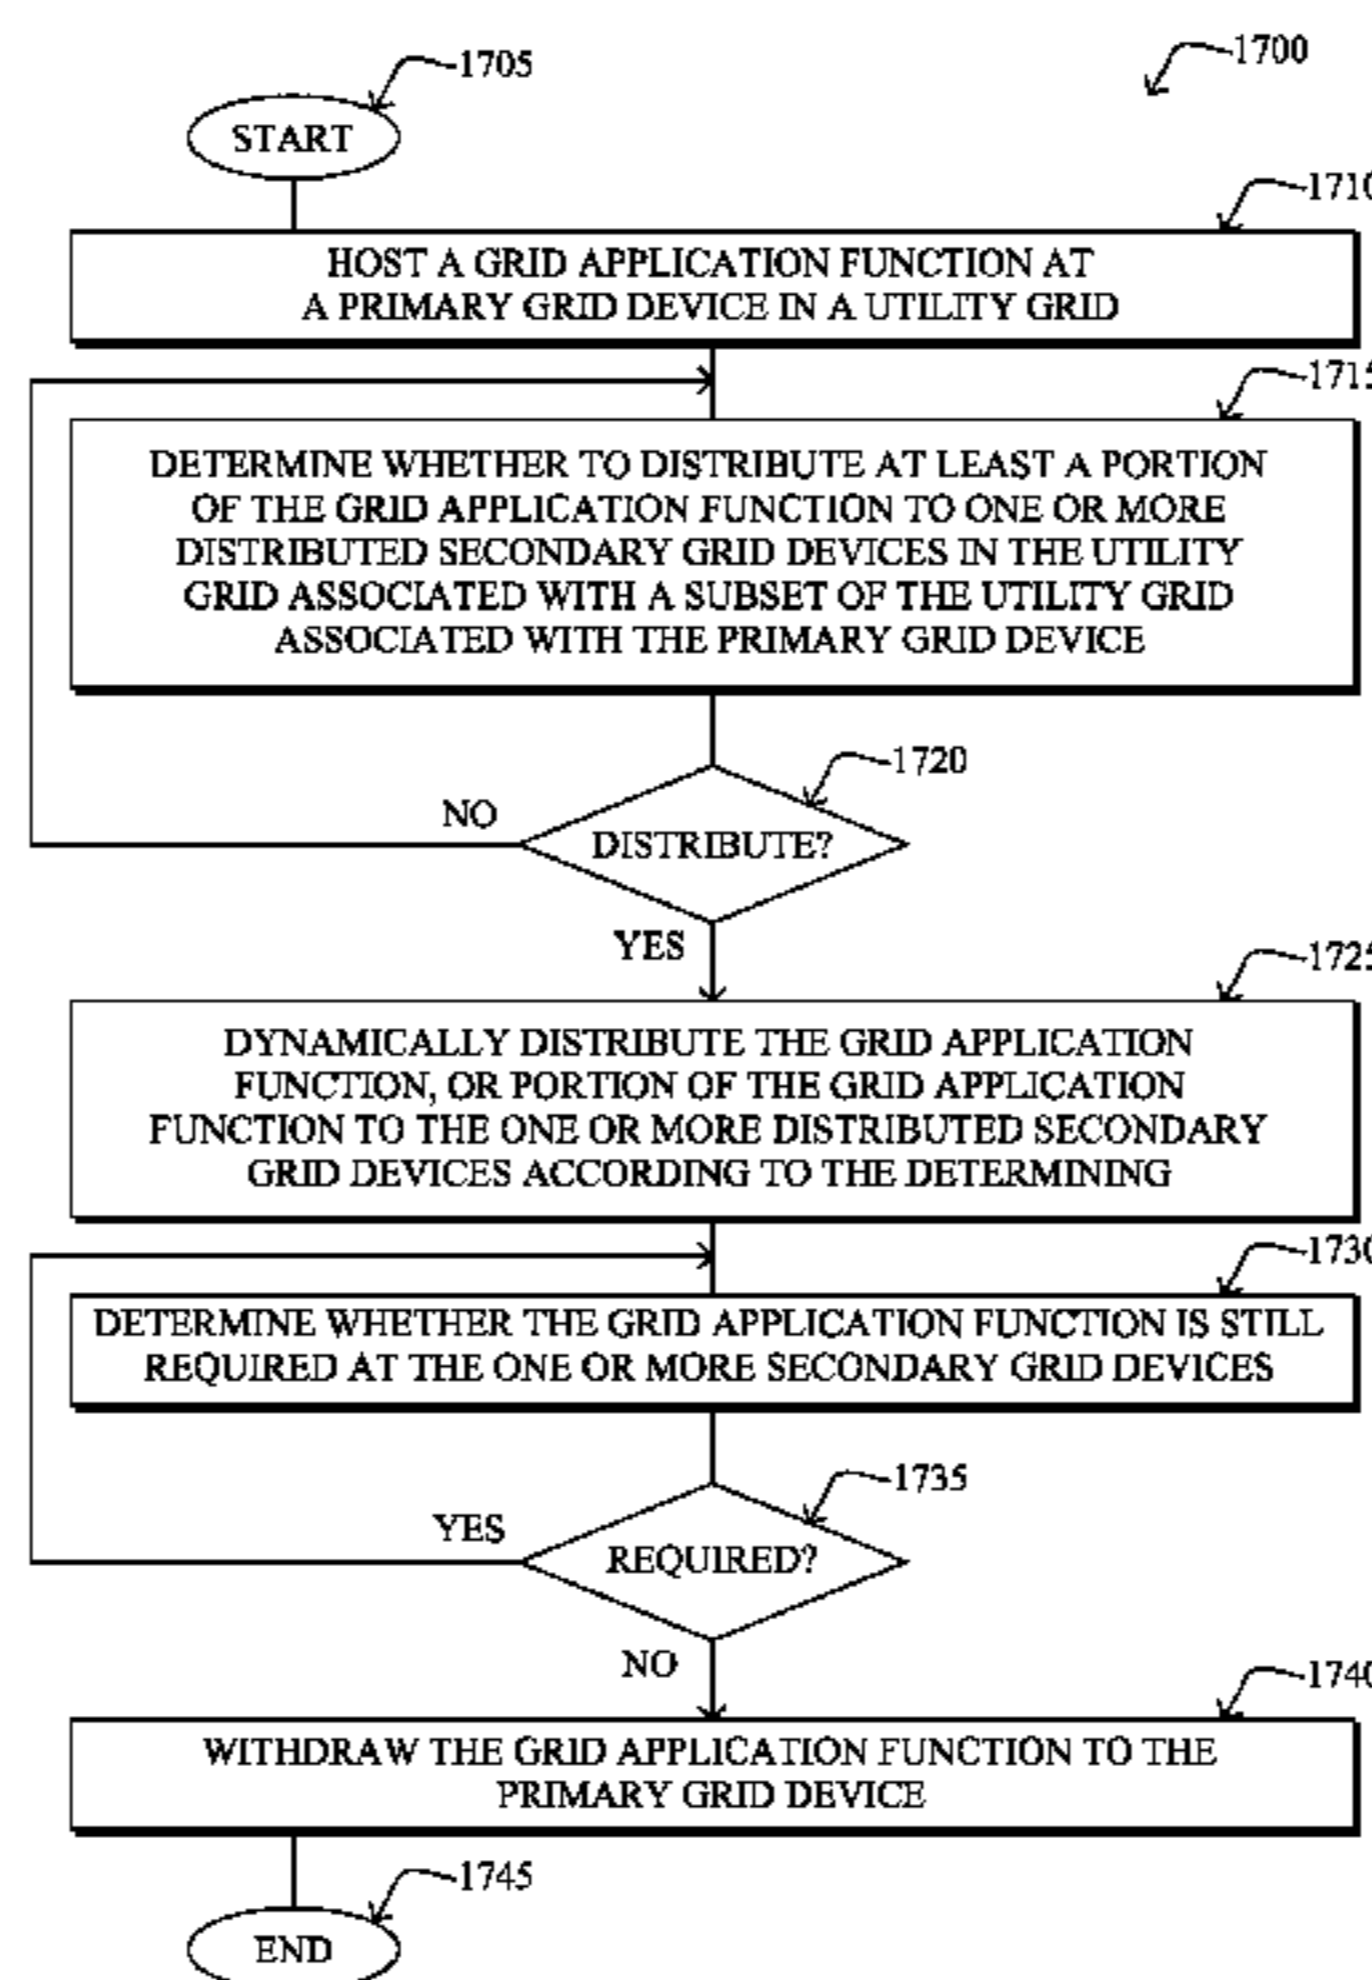 1700
1705
START
1710
HOST A GRID APPLICATION FUNCTION AT
A PRIMARY GRID DEVICE IN A UTILITY GRID
1715
DETERMINE WHETHER TO DISTRIBUTE AT LEAST A PORTION
OF THE GRID APPLICATION FUNCTION TO ONE OR MORE
DISTRIBUTED SECONDARY GRID DEVICES IN THE UTILITY
GRID ASSOCIATED WITH A SUBSET OF THE UTILITY GRID
ASSOCIATED WITH THE PRIMARY GRID DEVICE
1720
NO
DISTRIBUTE?
YES
1725
DYNAMICALLY DISTRIBUTE THE GRID APPLICATION
FUNCTION, OR PORTION OF THE GRID APPLICATION
FUNCTION TO THE ONE OR MORE DISTRIBUTED SECONDARY
GRID DEVICES ACCORDING TO THE DETERMINING
1730
DETERMINE WHETHER THE GRID APPLICATION FUNCTION IS STILL
REQUIRED AT THE ONE OR MORE SECONDARY GRID DEVICES
1735
YES
REQUIRED?
NO
1740
WITHDRAW THE GRID APPLICATION FUNCTION TO THE
PRIMARY GRID DEVICE
1745
END